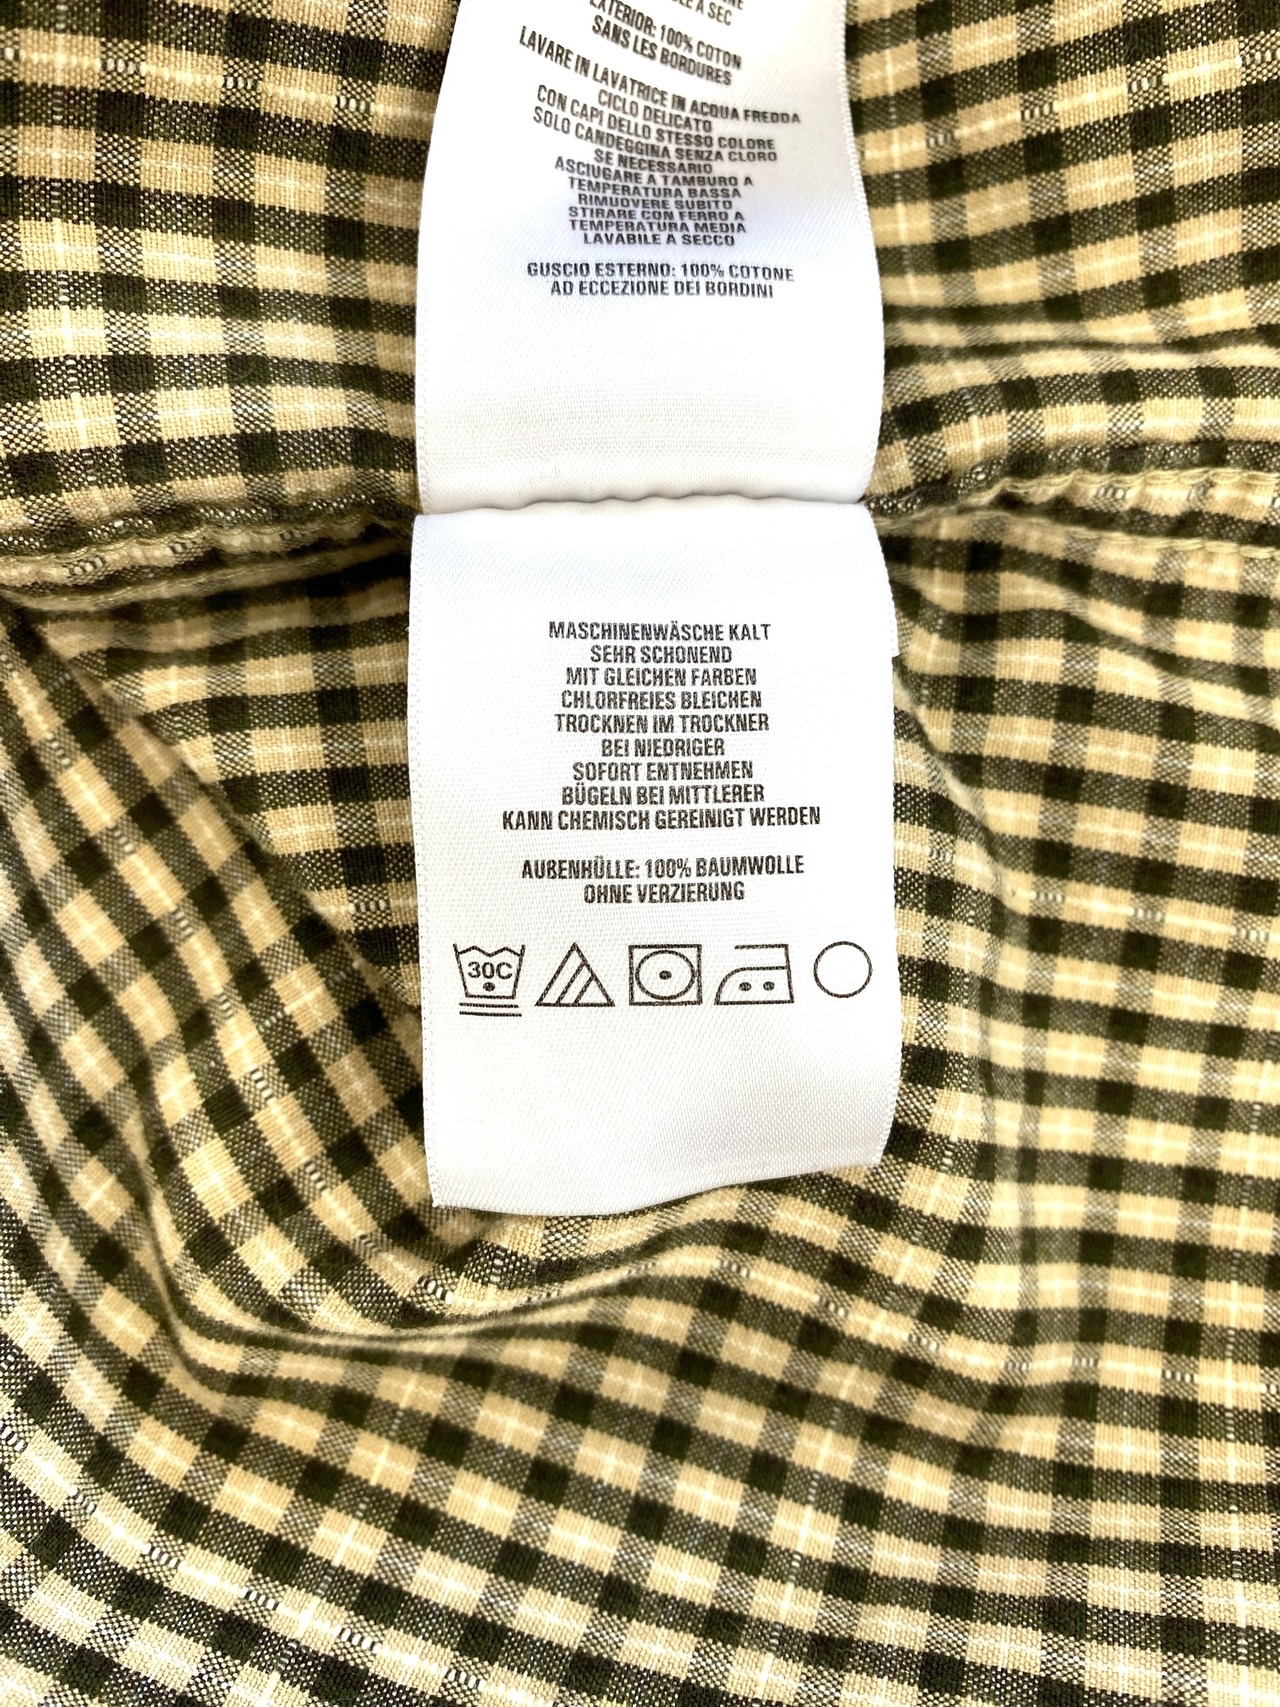 LE A SEC
EXTERIOR: 100% COTON
SANS LES BORDURES
LAVARE IN LAVATRICE IN ACQUA FREDDA
CICLO DELICATO
CON CAPI DELLO STESSO COLORE
SOLO CANDEGGINA SENZA CLORO
SE NECESSARIO
ASCIUGARE A TAMBURO A
TEMPERATURA BASSA
RIMUOVERE SUBITO
STIRARE CON FERRO A
TEMPERATURA MEDIA
LAVABILE A SECCO
GUSCIO ESTERNO: 100% COTONE
AD ECCEZIONE DEI BORDINI
MASCHINENWÄSCHE KALT
SEHR SCHONEND
MIT GLEICHEN FARBEN
CHLORFREIES BLEICHEN
TROCKNEN IM TROCKNER
BEI NIEDRIGER
SOFORT ENTNEHMEN
BÜGELN BEI MITTLERER
KANN CHEMISCH GEREINIGT WERDEN
AUßENHÜLLE: 100% BAUMWOLLE
OHNE VERZIERUNG
30C